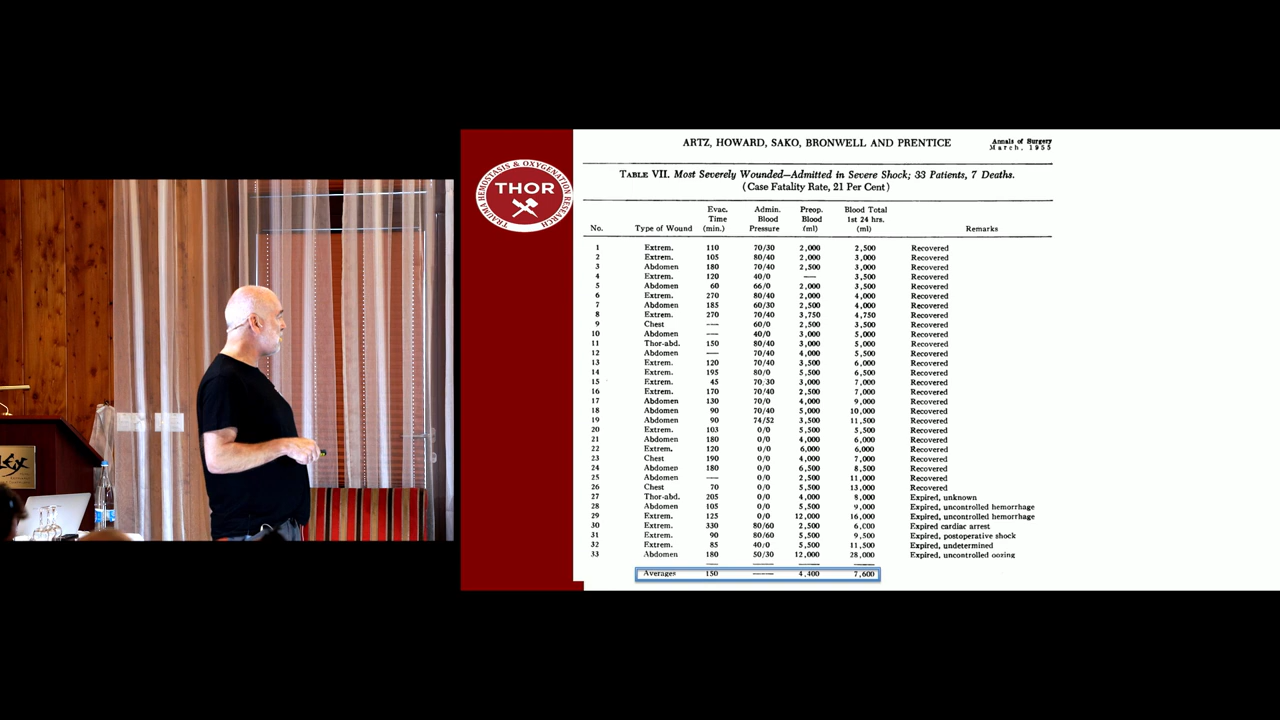 TRAUMA HEMOSTASIS & OXYGENATION RESEARCH
THOR
ARTZ, HOWARD, SAKO, BRONWELL AND PRENTICE
Annals of Surgery
March, 1955
TABLE VII. Most Severely Wounded—Admitted in Severe Shock; 33 Patients, 7 Deaths.
(Case Fatality Rate, 21 Per Cent)
Evac. Admin. Preop. Blood Total
Time Blood Blood 1st 24 hrs.
No. Type of Wound (min.) Pressure (ml) (ml) Remarks
1 Extrem. 110 70/30 2,000 2,500 Recovered
2 Extrem. 105 80/40 2,000 3,000 Recovered
3 Abdomen 180 70/40 2,500 3,000 Recovered
4 Extrem. 120 40/0 — 3,500 Recovered
5 Abdomen 60 66/0 2,000 3,500 Recovered
6 Extrem. 270 80/40 2,000 4,000 Recovered
7 Abdomen 185 60/30 2,500 4,000 Recovered
8 Extrem. 270 70/40 3,750 4,750 Recovered
9 Chest — 60/0 2,500 3,500 Recovered
10 Abdomen — 40/0 3,000 5,000 Recovered
11 Thor-abd. 150 80/40 3,000 5,000 Recovered
12 Abdomen — 70/40 4,000 5,500 Recovered
13 Extrem. 120 70/40 3,500 6,000 Recovered
14 Extrem. 195 80/0 5,500 6,500 Recovered
15 Extrem. 45 70/30 3,000 7,000 Recovered
16 Extrem. 170 70/40 2,500 7,000 Recovered
17 Abdomen 130 70/0 4,000 9,000 Recovered
18 Abdomen 90 70/40 5,000 10,000 Recovered
19 Abdomen 90 74/52 3,500 11,500 Recovered
20 Extrem. 103 0/0 5,500 5,500 Recovered
21 Abdomen 180 0/0 4,000 6,000 Recovered
22 Extrem. 120 0/0 6,000 6,000 Recovered
23 Chest 190 0/0 4,000 7,000 Recovered
24 Abdomen 180 0/0 6,500 8,500 Recovered
25 Abdomen — 0/0 2,500 11,000 Recovered
26 Chest 70 0/0 5,500 13,000 Recovered
27 Thor-abd. 205 0/0 4,000 8,000 Expired, unknown
28 Abdomen 105 0/0 5,500 9,000 Expired, uncontrolled hemorrhage
29 Extrem. 125 0/0 12,000 16,000 Expired, uncontrolled hemorrhage
30 Extrem. 330 80/60 2,500 6,000 Expired cardiac arrest
31 Extrem. 90 80/60 5,500 9,500 Expired, postoperative shock
32 Extrem. 85 40/0 5,500 11,500 Expired, undetermined
33 Abdomen 180 50/30 12,000 28,000 Expired, uncontrolled oozing
Averages 150 — 4,400 7,600